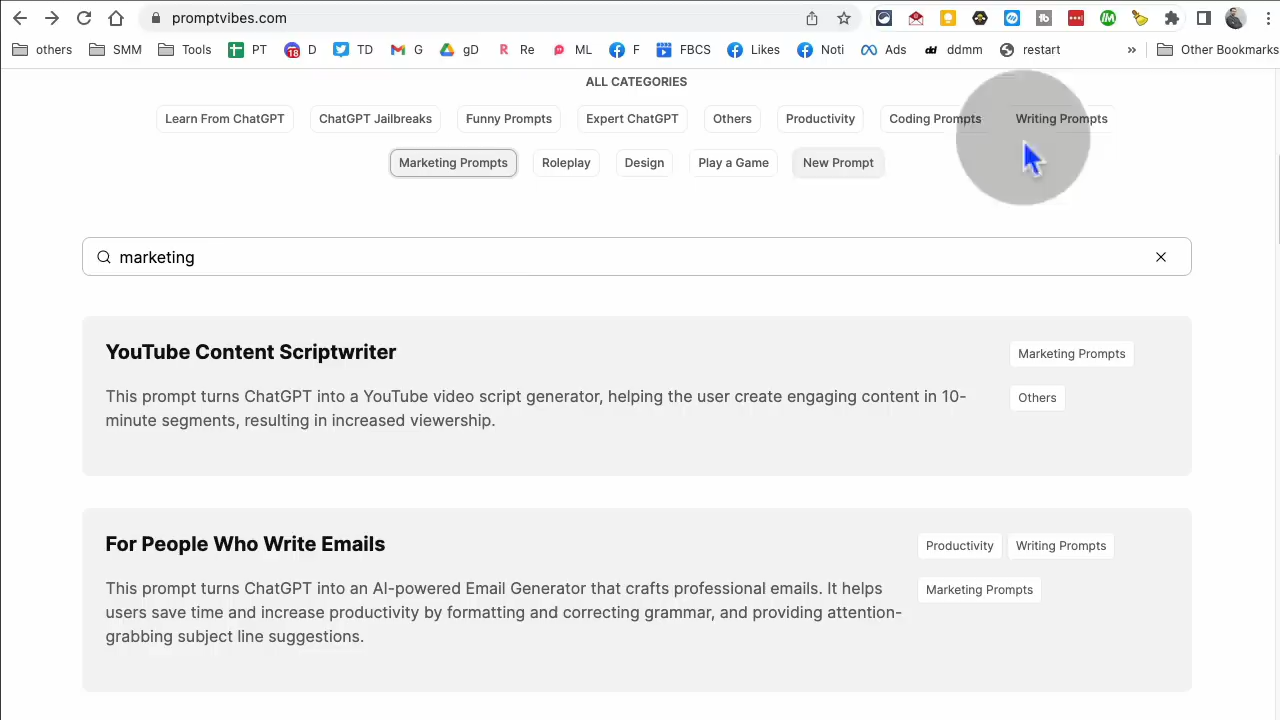 promptvibes.com
others SMM Tools PT 18 D TD G gD Re ML F FBCS Likes Noti Ads dd ddmm restart » Other Bookmarks
ALL CATEGORIES
Learn From ChatGPT ChatGPT Jailbreaks Funny Prompts Expert ChatGPT Others Productivity Coding Prompts Writing Prompts
Marketing Prompts Roleplay Design Play a Game New Prompt
marketing
YouTube Content Scriptwriter
Marketing Prompts
This prompt turns ChatGPT into a YouTube video script generator, helping the user create engaging content in 10-
minute segments, resulting in increased viewership.
Others
For People Who Write Emails
Productivity Writing Prompts
This prompt turns ChatGPT into an AI-powered Email Generator that crafts professional emails. It helps
users save time and increase productivity by formatting and correcting grammar, and providing attention-
grabbing subject line suggestions.
Marketing Prompts